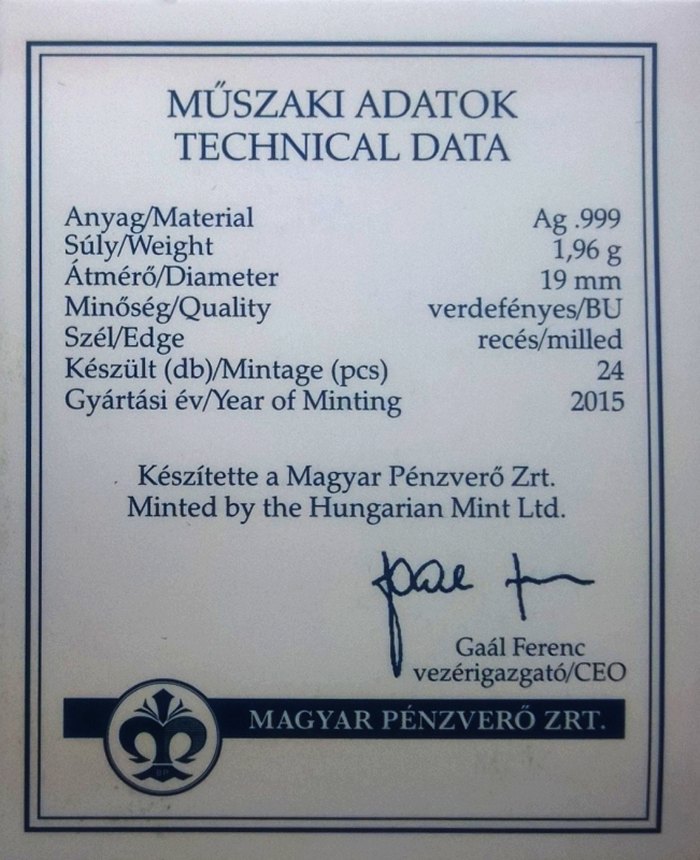 MŰSZAKI ADATOK
TECHNICAL DATA
Anyag/Material Ag .999
Súly/Weight 1,96 g
Átmérő/Diameter 19 mm
Minőség/Quality verdefényes/BU
Szél/Edge recés/milled
Készült (db)/Mintage (pcs) 24
Gyártási év/Year of Minting 2015
Készítette a Magyar Pénzverő Zrt.
Minted by the Hungarian Mint Ltd.
Gaál Ferenc
vezérigazgató/CEO
MAGYAR PÉNZVERŐ ZRT.
BP.